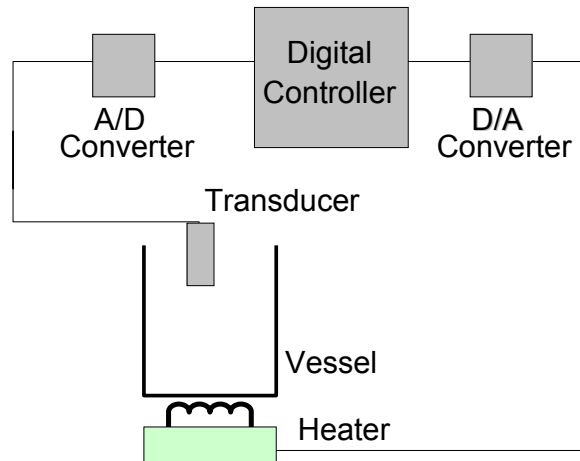 Digital
Controller
A/D
Converter
D/A
Converter
Transducer
Vessel
Heater